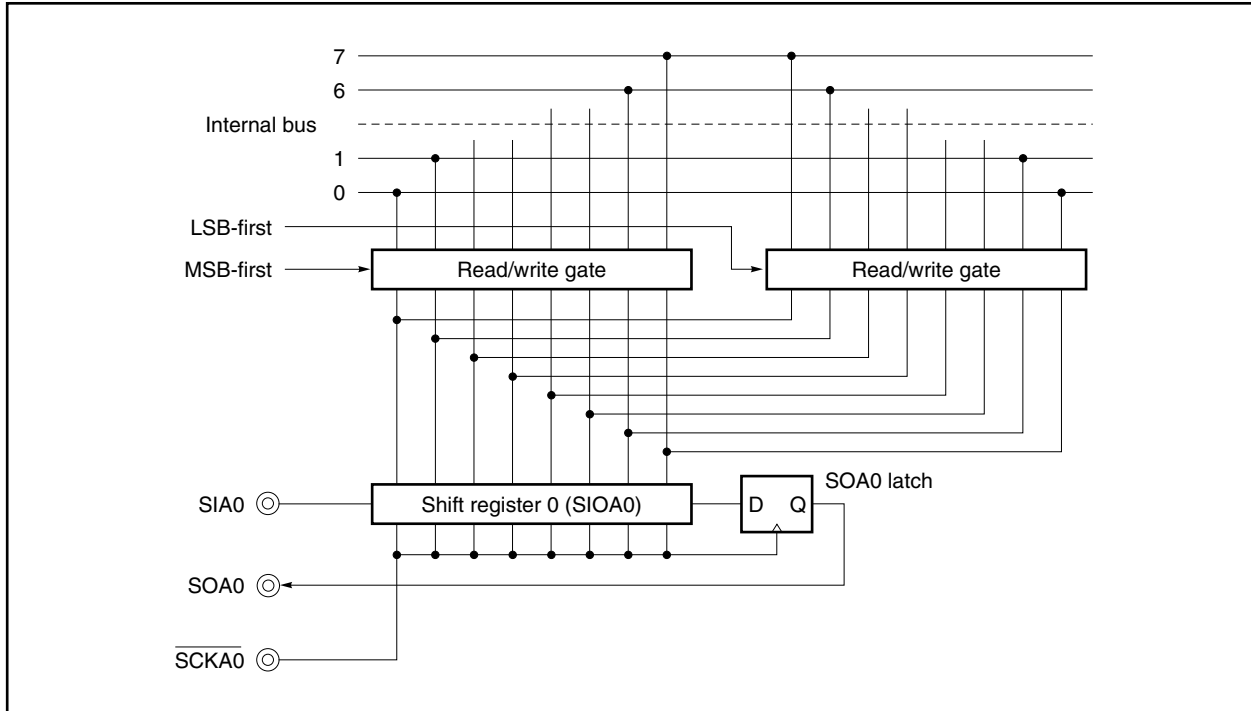 7
6
Internal bus
1
0
LSB-first
MSB-first
Read/write gate
Read/write gate
SOA0 latch
SIA0
Shift register 0 (SIOA0)
D
Q
SOA0
SCKA0